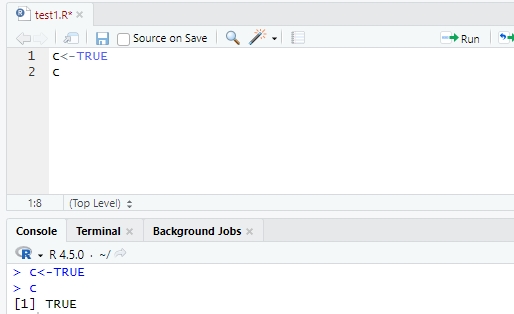 test1.R*
Source on Save Run
1 c<-TRUE
2 c
1:8 (Top Level)
Console Terminal Background Jobs
R R 4.5.0 · ~/
> c<-TRUE
> c
[1] TRUE